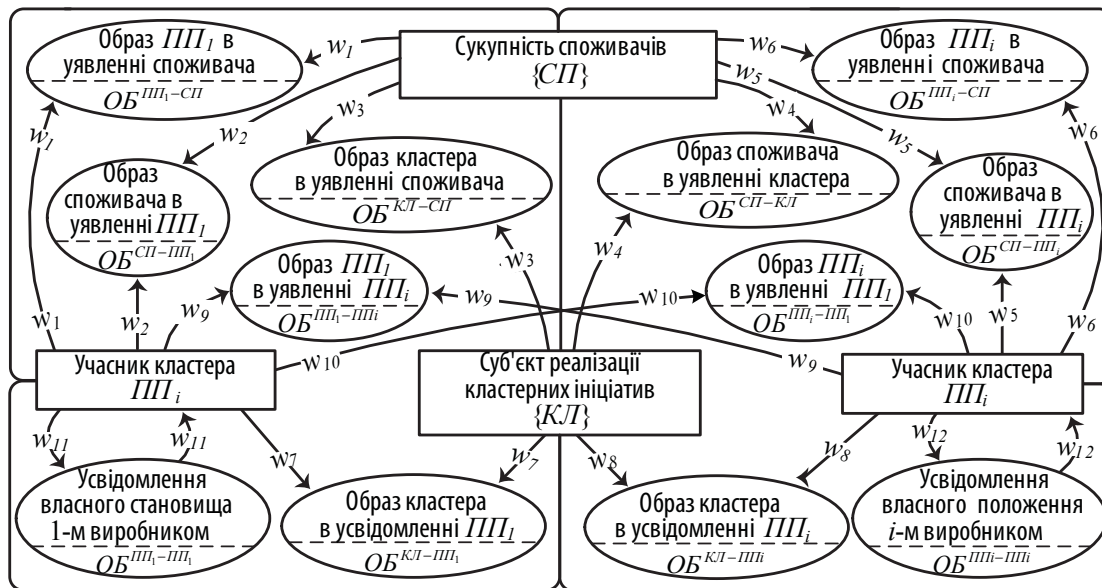 Образ ПП₁ в
уявленні споживача
ОБ^ПП₁–СП
w₁
Сукупність споживачів
{СП}
w₆
Образ ППᵢ в
уявленні споживача
ОБ^ППᵢ–СП
w₁
w₂
w₃
w₅
w₄
w₅
w₆
Образ
споживача в
уявленні ПП₁
ОБ^СП–ПП₁
Образ кластера
в уявленні споживача
ОБ^КЛ–СП
Образ споживача
в уявленні кластера
ОБ^СП–КЛ
Образ
споживача в
уявленні ППᵢ
ОБ^СП–ППᵢ
w₃
w₄
Образ ПП₁
в уявленні ППᵢ
ОБ^ПП₁–ППі
Образ ППᵢ
в уявленні ПП₁
ОБ^ППᵢ–ПП₁
w₁
w₂
w₉
w₉
w₁₀
w₁₀
w₅
w₆
Учасник кластера
ППᵢ
w₁₀
Суб'єкт реалізації
кластерних ініціатив
{КЛ}
w₉
Учасник кластера
ППᵢ
w₁₁
w₁₁
w₇
w₇
w₈
w₈
w₁₂
w₁₂
Усвідомлення
власного становища
1-м виробником
ОБ^ПП₁–ПП₁
Образ кластера
в усвідомленні ПП₁
ОБ^КЛ–ПП₁
Образ кластера
в усвідомленні ППᵢ
ОБ^КЛ–ППі
Усвідомлення
власного положення
i-м виробником
ОБ^ППі–ППі